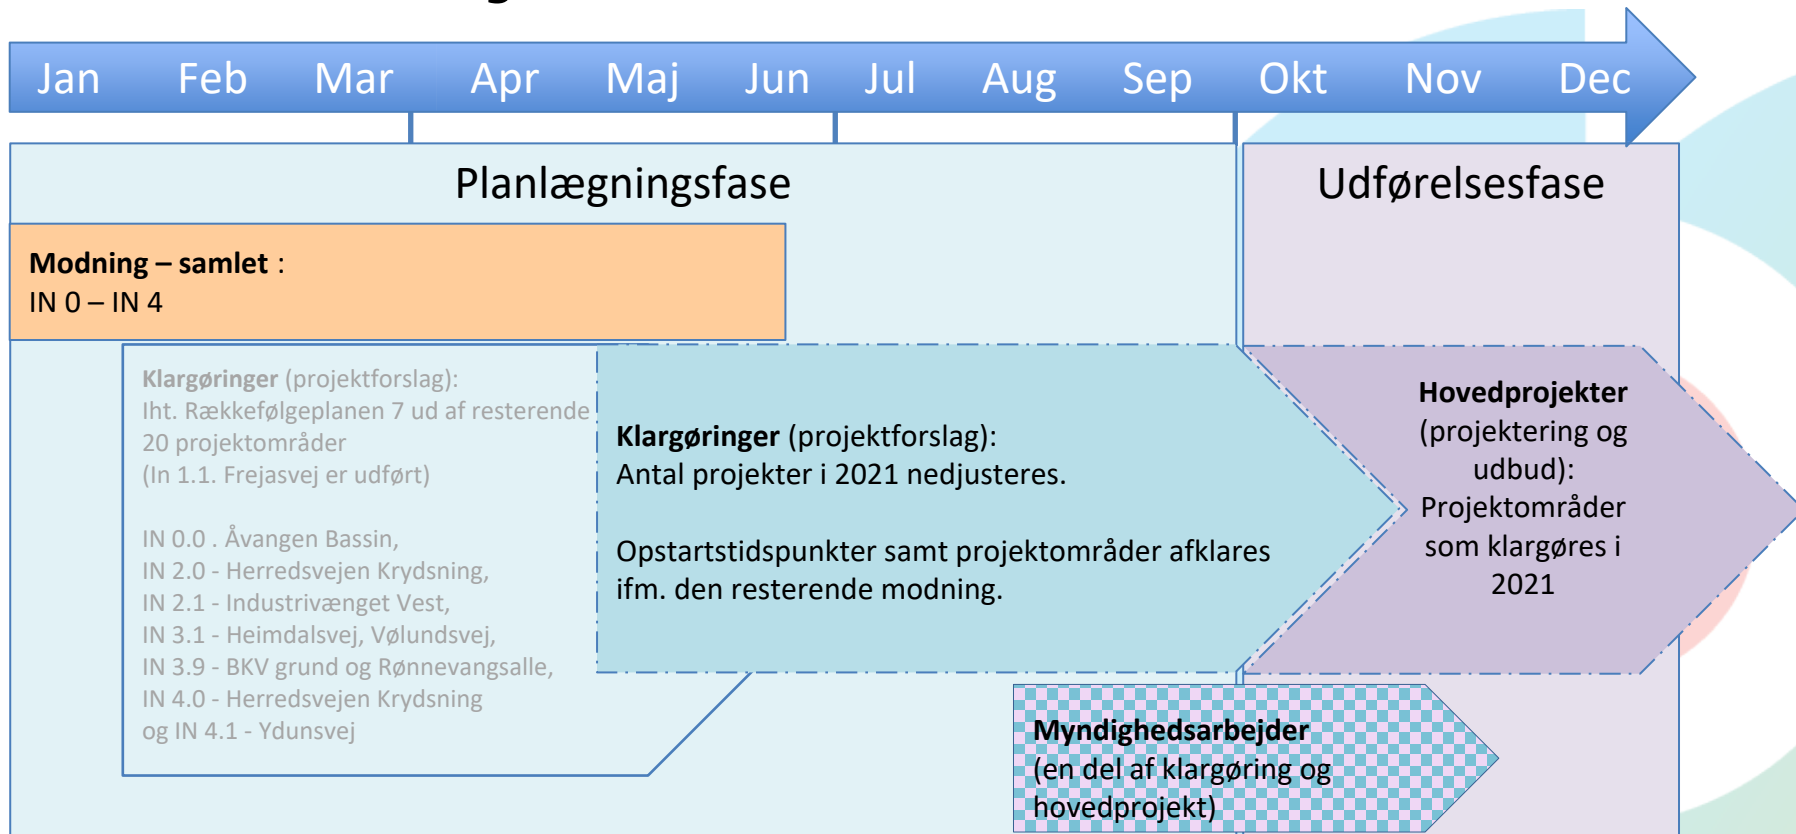 Jan Feb Mar Apr Maj Jun Jul Aug Sep Okt Nov Dec
Planlægningsfase
Udførelsesfase
Modning – samlet :
IN 0 – IN 4
Klargøringer (projektforslag):
Iht. Rækkefølgeplanen 7 ud af resterende
20 projektområder
(In 1.1. Frejasvej er udført)
IN 0.0 . Åvangen Bassin,
IN 2.0 - Herredsvejen Krydsning,
IN 2.1 - Industrivænget Vest,
IN 3.1 - Heimdalsvej, Vølundsvej,
IN 3.9 - BKV grund og Rønnevangsalle,
IN 4.0 - Herredsvejen Krydsning
og IN 4.1 - Ydunsvej
Klargøringer (projektforslag):
Antal projekter i 2021 nedjusteres.
Opstartstidspunkter samt projektområder afklares
ifm. den resterende modning.
Hovedprojekter
(projektering og
udbud):
Projektområder
som klargøres i
2021
Myndighedsarbejder
(en del af klargøring og
hovedprojekt)